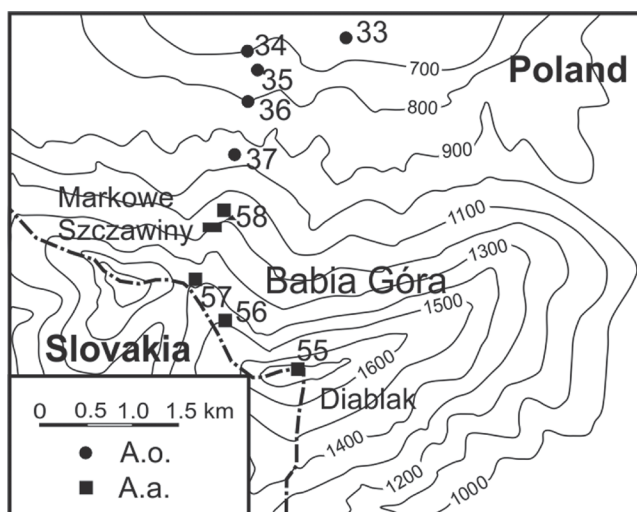 33
34
35
700
Poland
36
800
37
900
Markowe
Szczawiny
58
1100
1300
Babia Góra
57
56
1500
Slovakia
55
1600
Diablak
0 0.5 1.0 1.5 km
A.o.
A.a.
1400
1200
1000